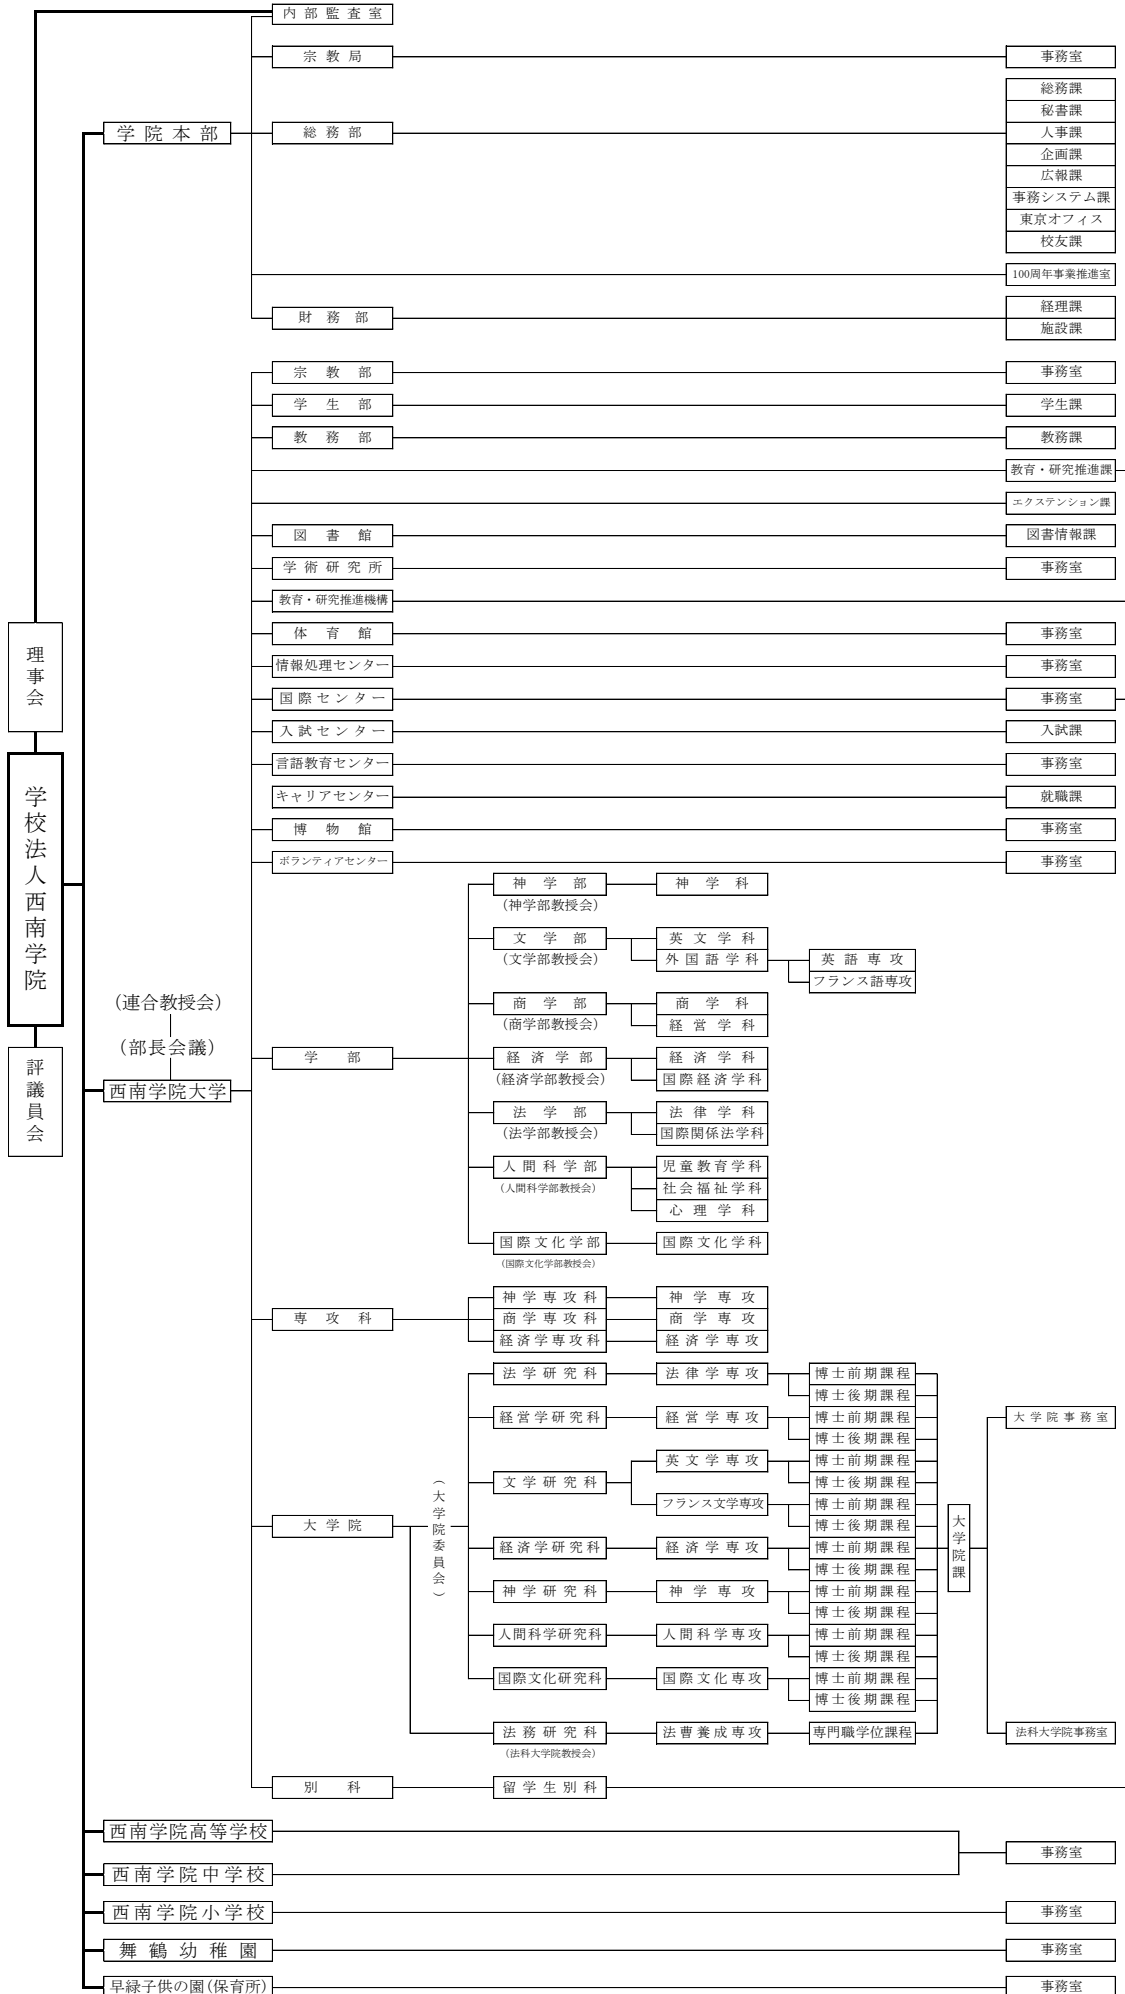 内部監査室
宗教局
事務室
総務課
秘書課
学院本部
総務部
人事課
企画課
広報課
事務システム課
東京オフィス
校友課
100周年事業推進室
経理課
財務部
施設課
宗教部
事務室
学生部
学生課
教務部
教務課
教育・研究推進課
エクステンション課
図書館
図書情報課
学術研究所
事務室
教育・研究推進機構
体育館
事務室
情報処理センター
事務室
国際センター
事務室
入試センター
入試課
言語教育センター
事務室
キャリアセンター
就職課
博物館
事務室
ボランティアセンター
事務室
理事会
学校法人西南学院
評議員会
(連合教授会)
(部長会議)
西南学院大学
学部
神学部
(神学部教授会)
神学科
文学部
(文学部教授会)
英文学科
外国語学科
英語専攻
フランス語専攻
商学部
(商学部教授会)
商学科
経営学科
経済学部
(経済学部教授会)
経済学科
国際経済学科
法学部
(法学部教授会)
法律学科
国際関係法学科
人間科学部
(人間科学部教授会)
児童教育学科
社会福祉学科
心理学科
国際文化学部
(国際文化学部教授会)
国際文化学科
専攻科
神学専攻科
神学専攻
商学専攻科
商学専攻
経済学専攻科
経済学専攻
大学院
(大学院委員会)
法学研究科
法律学専攻
博士前期課程
博士後期課程
経営学研究科
経営学専攻
博士前期課程
博士後期課程
文学研究科
英文学専攻
博士前期課程
博士後期課程
フランス文学専攻
博士前期課程
博士後期課程
経済学研究科
経済学専攻
博士前期課程
博士後期課程
神学研究科
神学専攻
博士前期課程
博士後期課程
人間科学研究科
人間科学専攻
博士前期課程
博士後期課程
国際文化研究科
国際文化専攻
博士前期課程
博士後期課程
法務研究科
(法科大学院教授会)
法曹養成専攻
専門職学位課程
大学院課
大学院事務室
法科大学院事務室
別科
留学生別科
西南学院高等学校
西南学院中学校
事務室
西南学院小学校
事務室
舞鶴幼稚園
事務室
早緑子供の園(保育所)
事務室